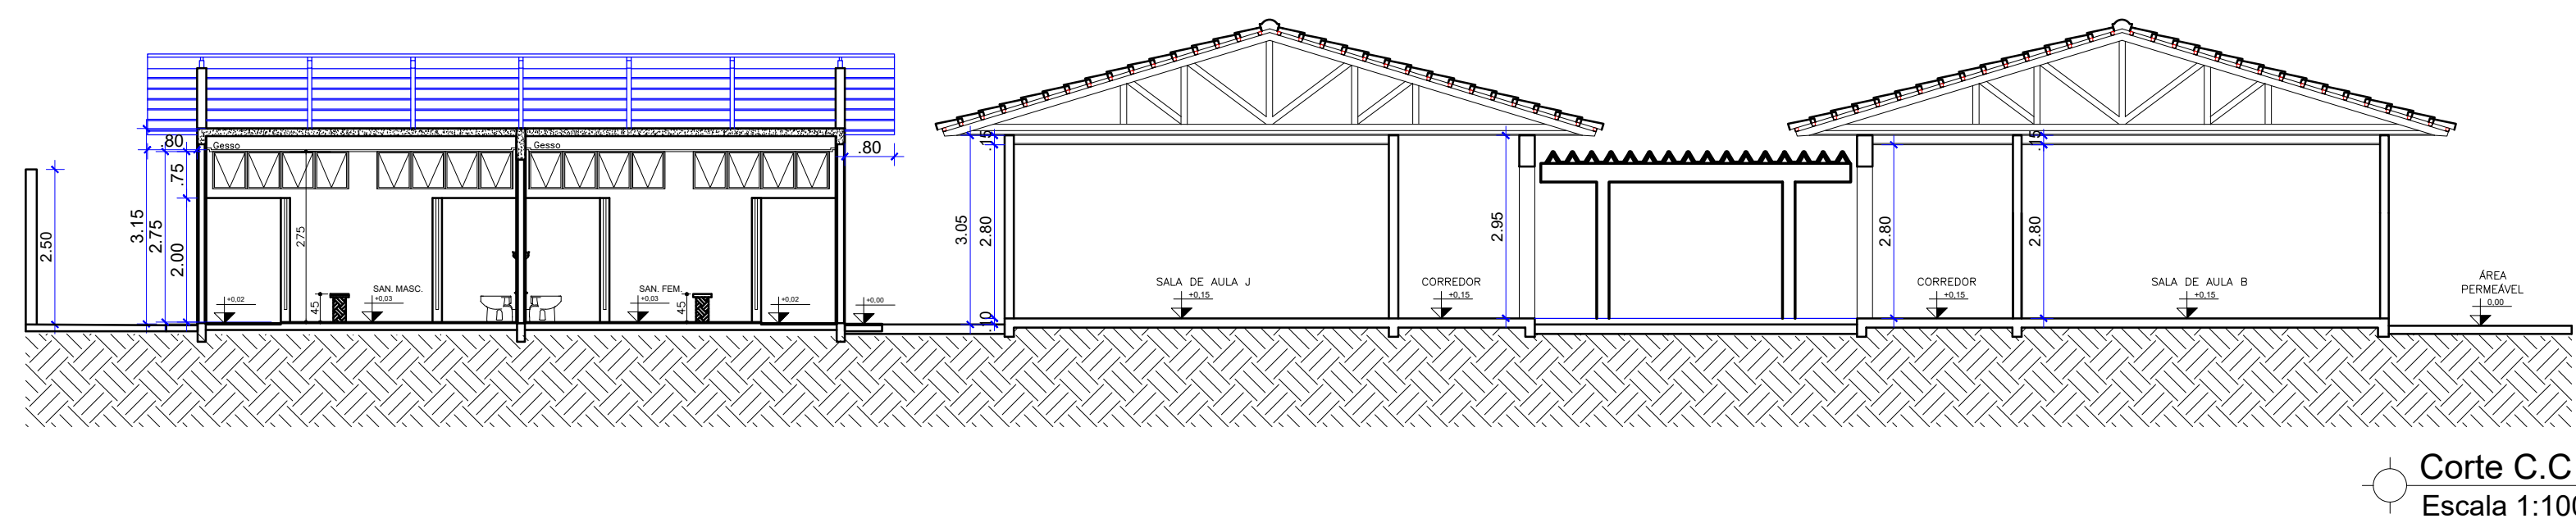 .80
Gesso
Gesso
.80
.15
.15
.75
2.50
3.15
2.75
2.00
275
3.05
2.80
2.95
2.80
2.80
SAN. MASC.
+0,03
SAN. FEM.
+0,03
+0,02
45
45
+0,02
+0,00
SALA DE AULA J
+0,15
CORREDOR
+0,15
CORREDOR
+0,15
SALA DE AULA B
+0,15
ÁREA
PERMEÁVEL
0,00
.10
Corte C.C
Escala 1:100